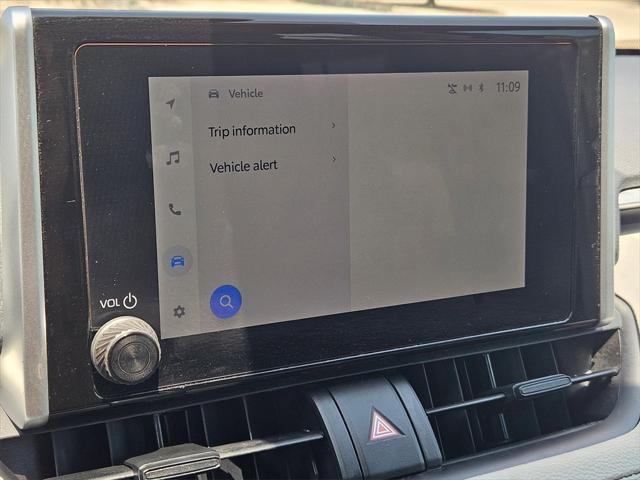 Vehicle 11:09
Trip information
Vehicle alert
VOL